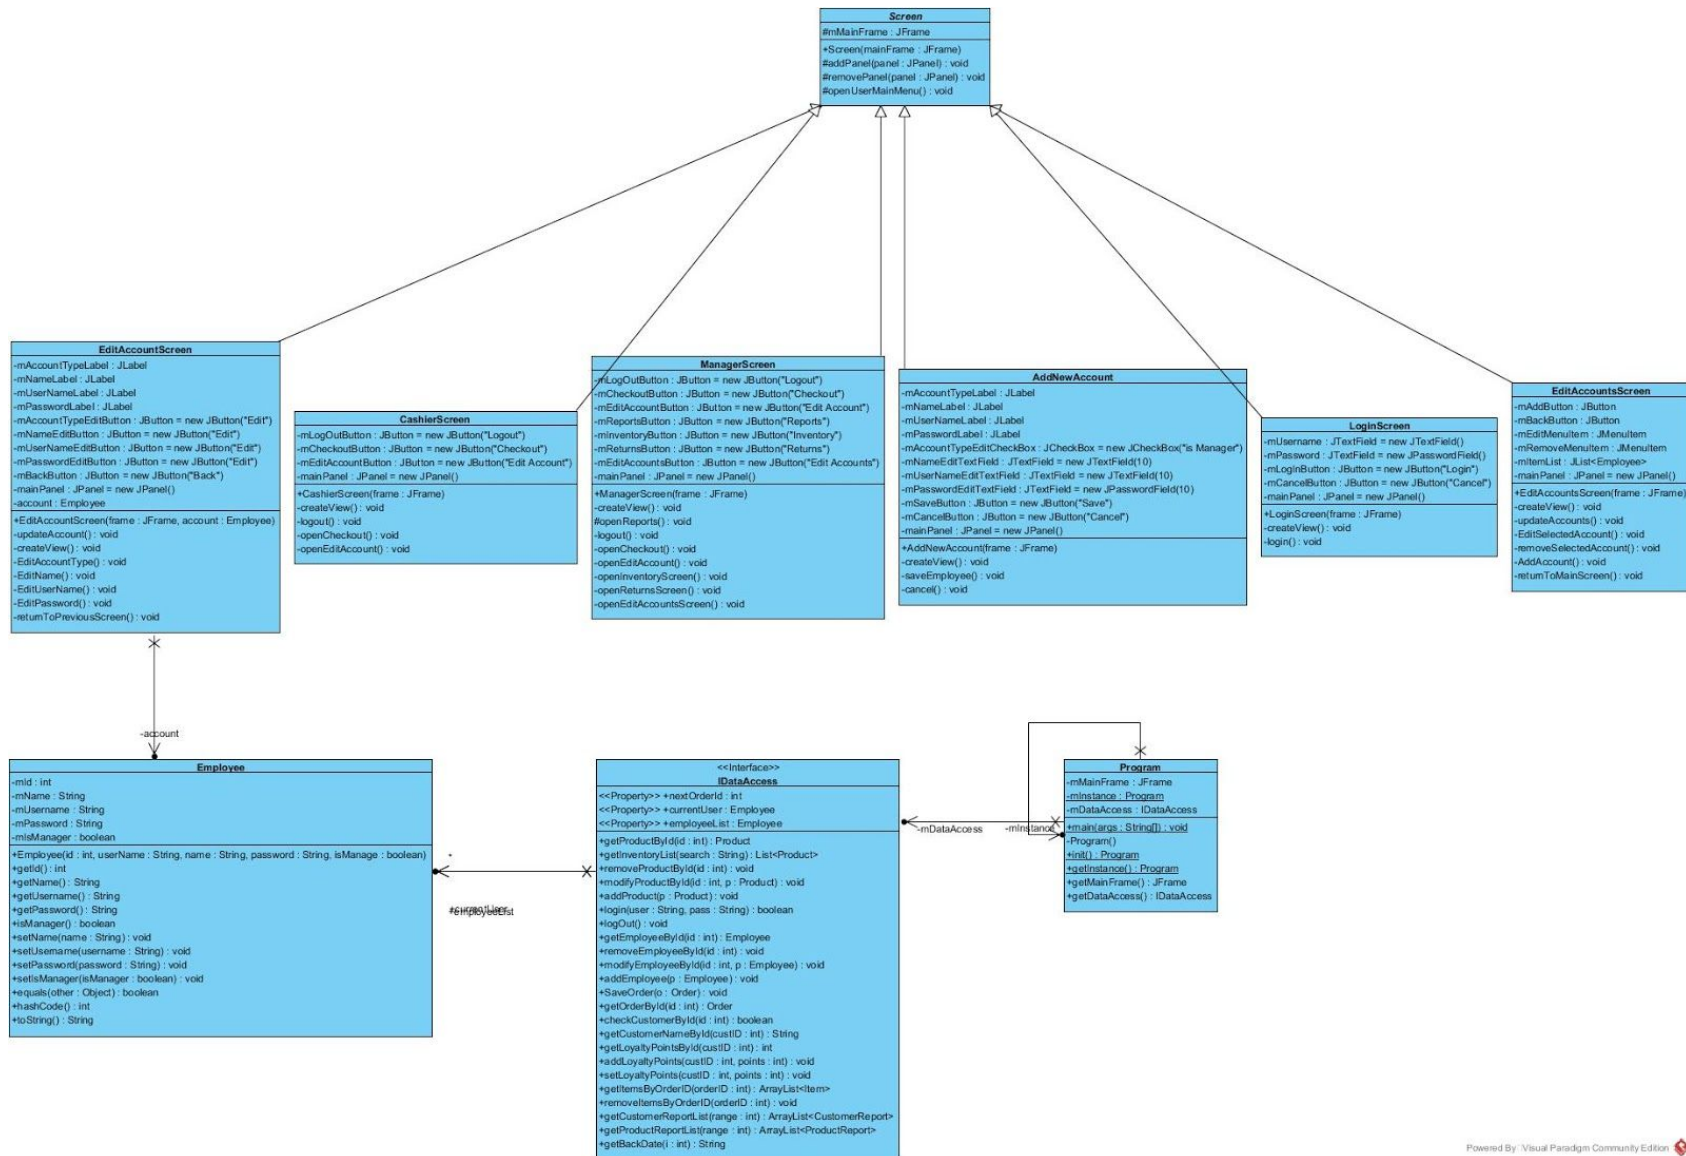 Screen
#mMainFrame : JFrame
+Screen(mainFrame : JFrame)
#addPanel(panel : JPanel) : void
#removePanel(panel : JPanel) : void
#openUserMainMenu() : void
EditAccountScreen
-mAccountTypeLabel : JLabel
-mNameLabel : JLabel
-mUserNameLabel : JLabel
-mPasswordLabel : JLabel
-mAccountTypeEditButton : JButton = new JButton("Edit")
-mNameEditButton : JButton = new JButton("Edit")
-mUserNameEditButton : JButton = new JButton("Edit")
-mPasswordEditButton : JButton = new JButton("Edit")
-mBackButton : JButton = new JButton("Back")
-mainPanel : JPanel = new JPanel()
-account : Employee
+EditAccountScreen(frame : JFrame, account : Employee)
-updateAccount() : void
-createView() : void
-EditAccountType() : void
-EditName() : void
-EditUserName() : void
-EditPassword() : void
-returnToPreviousScreen() : void
CashierScreen
-mLogOutButton : JButton = new JButton("Logout")
-mCheckoutButton : JButton = new JButton("Checkout")
-mEditAccountButton : JButton = new JButton("Edit Account")
-mainPanel : JPanel = new JPanel()
+CashierScreen(frame : JFrame)
-createView() : void
-logout() : void
-openCheckout() : void
-openEditAccount() : void
ManagerScreen
-mLogOutButton : JButton = new JButton("Logout")
-mCheckoutButton : JButton = new JButton("Checkout")
-mEditAccountButton : JButton = new JButton("Edit Account")
-mReportsButton : JButton = new JButton("Reports")
-mInventoryButton : JButton = new JButton("Inventory")
-mReturnsButton : JButton = new JButton("Returns")
-mEditAccountsButton : JButton = new JButton("Edit Accounts")
-mainPanel : JPanel = new JPanel()
+ManagerScreen(frame : JFrame)
-createView() : void
#openReports() : void
-logout() : void
-openCheckout() : void
-openEditAccount() : void
-openInventoryScreen() : void
-openReturnsScreen() : void
-openEditAccountsScreen() : void
AddNewAccount
-mAccountTypeLabel : JLabel
-mNameLabel : JLabel
-mUserNameLabel : JLabel
-mPasswordLabel : JLabel
-mAccountTypeEditCheckBox : JCheckBox = new JCheckBox("is Manager")
-mNameEditTextField : JTextField = new JTextField(10)
-mUserNameEditTextField : JTextField = new JTextField(10)
-mPasswordEditTextField : JTextField = new JPasswordField(10)
-mSaveButton : JButton = new JButton("Save")
-mCancelButton : JButton = new JButton("Cancel")
-mainPanel : JPanel = new JPanel()
+AddNewAccount(frame : JFrame)
-createView() : void
-saveEmployee() : void
-cancel() : void
LoginScreen
-mUsername : JTextField = new JTextField()
-mPassword : JTextField = new JPasswordField()
-mLogInButton : JButton = new JButton("Login")
-mCancelButton : JButton = new JButton("Cancel")
-mainPanel : JPanel = new JPanel()
+LoginScreen(frame : JFrame)
-createView() : void
-login() : void
EditAccountsScreen
-mAddButton : JButton
-mBackButton : JButton
-mEditMenuItem : JMenuItem
-mRemoveMenuItem : JMenuItem
-mItemList : JList<Employee>
-mainPanel : JPanel = new JPanel()
+EditAccountsScreen(frame : JFrame)
-createView() : void
-updateAccounts() : void
-EditSelectedAccount() : void
-removeSelectedAccount() : void
-AddAccount() : void
-returnToMainScreen() : void
-account
Employee
-mId : int
-mName : String
-mUsername : String
-mPassword : String
-mIsManager : boolean
+Employee(id : int, userName : String, name : String, password : String, isManage : boolean)
+getId() : int
+getName() : String
+getUsername() : String
+getPassword() : String
+isManager() : boolean
+setName(name : String) : void
+setUsername(username : String) : void
+setPassword(password : String) : void
+setIsManager(isManager : boolean) : void
+equals(other : Object) : boolean
+hashCode() : int
+toString() : String
*
+currentUser
+employeeList
<<Interface>>
IDataAccess
<<Property>> +nextOrderId : int
<<Property>> +currentUser : Employee
<<Property>> +employeeList : Employee
+getProductById(id : int) : Product
+getInventoryList(search : String) : List<Product>
+removeProductById(id : int) : void
+modifyProductById(id : int, p : Product) : void
+addProduct(p : Product) : void
+login(user : String, pass : String) : boolean
+logOut() : void
+getEmployeeById(id : int) : Employee
+removeEmployeeById(id : int) : void
+modifyEmployeeById(id : int, p : Employee) : void
+addEmployee(p : Employee) : void
+SaveOrder(o : Order) : void
+getOrderById(id : int) : Order
+checkCustomerById(id : int) : boolean
+getCustomerNameById(custID : int) : String
+getLoyaltyPointsById(custID : int) : int
+addLoyaltyPoints(custID : int, points : int) : void
+setLoyaltyPoints(custID : int, points : int) : void
+getItemsByOrderID(orderID : int) : ArrayList<Item>
+removeItemsByOrderID(orderID : int) : void
+getCustomerReportList(range : int) : ArrayList<CustomerReport>
+getProductReportList(range : int) : ArrayList<ProductReport>
+getBackDate(i : int) : String
-mDataAccess
-mInstance
Program
-mMainFrame : JFrame
-mInstance : Program
-mDataAccess : IDataAccess
+main(args : String[]) : void
-Program()
+init() : Program
+getInstance() : Program
+getMainFrame() : JFrame
+getDataAccess() : IDataAccess
Powered By Visual Paradigm Community Edition